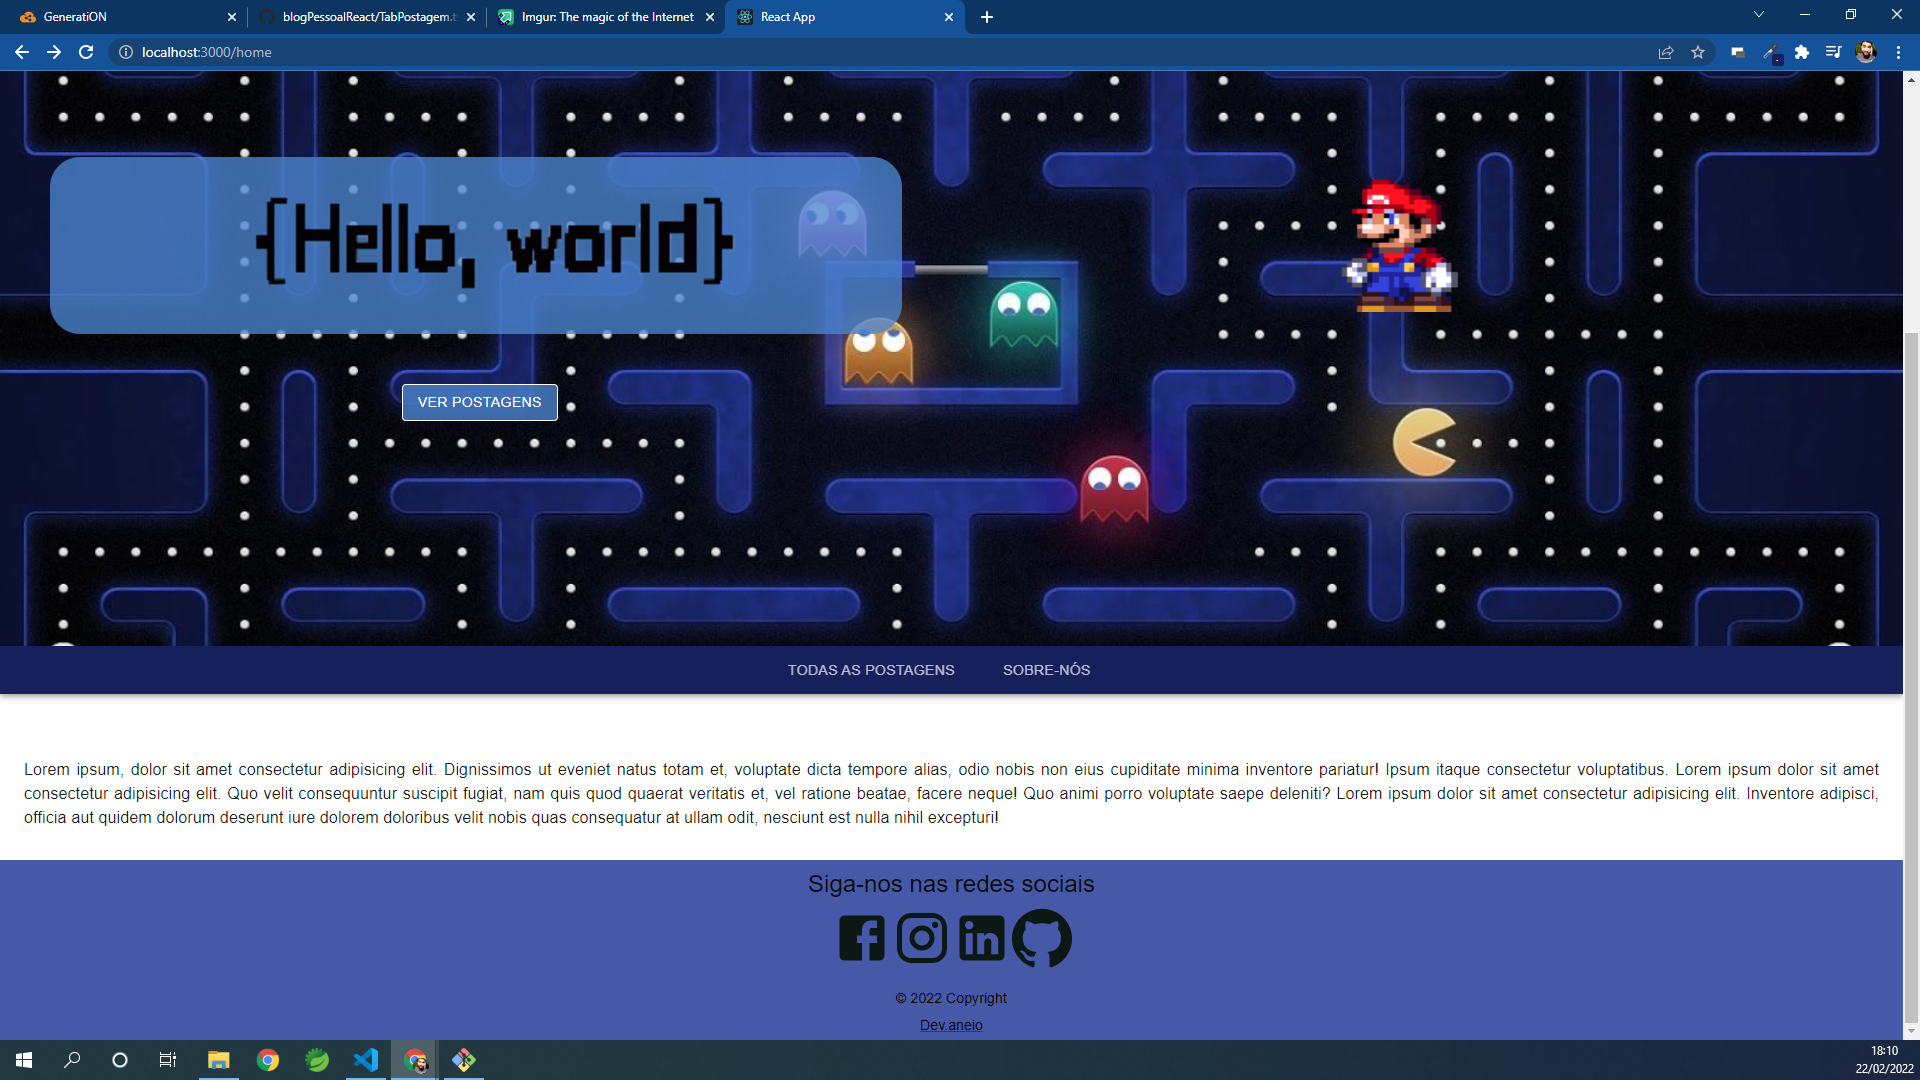 GeneratiON
blogPessoalReact/TabPostagem.t
Imgur: The magic of the Internet
React App
localhost:3000/home
{Hello, world}
VER POSTAGENS
TODAS AS POSTAGENS
SOBRE-NÓS
Lorem ipsum, dolor sit amet consectetur adipisicing elit. Dignissimos ut eveniet natus totam et, voluptate dicta tempore alias, odio nobis non eius cupiditate minima inventore pariatur! Ipsum itaque consectetur voluptatibus. Lorem ipsum dolor sit amet
consectetur adipisicing elit. Quo velit consequuntur suscipit fugiat, nam quis quod quaerat veritatis et, vel ratione beatae, facere neque! Quo animi porro voluptate saepe deleniti? Lorem ipsum dolor sit amet consectetur adipisicing elit. Inventore adipisci,
officia aut quidem dolorum deserunt iure dolorem doloribus velit nobis quas consequatur at ullam odit, nesciunt est nulla nihil excepturi!
Siga-nos nas redes sociais
© 2022 Copyright
Dev.aneio
18:10
22/02/2022